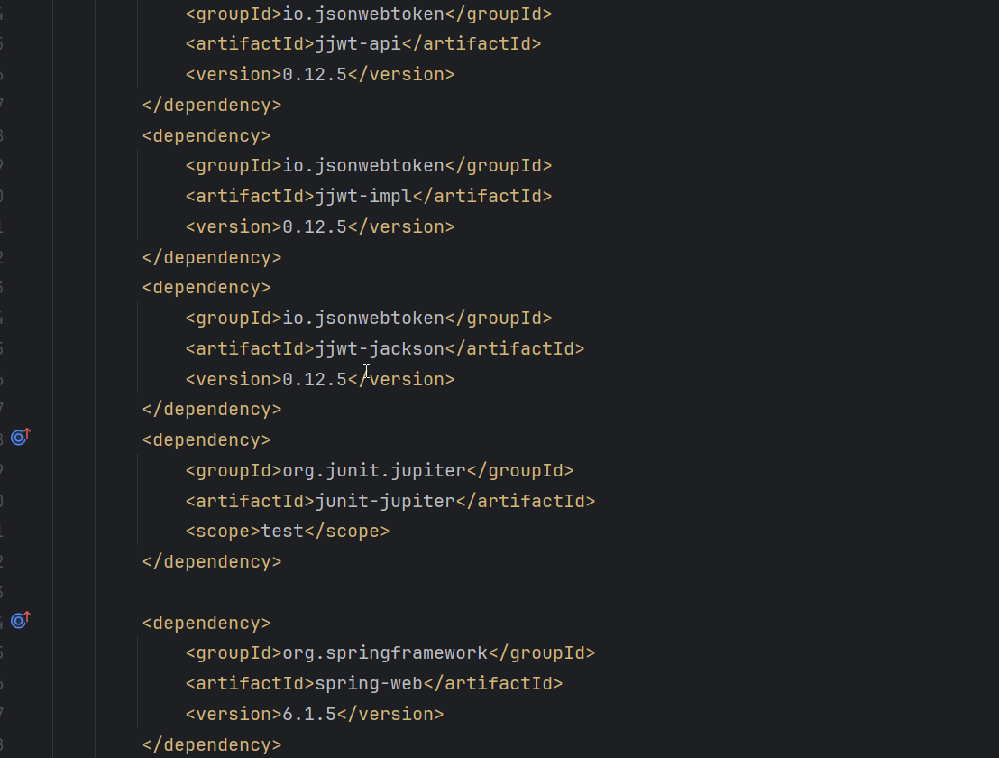 <groupId>io.jsonwebtoken</groupId>
<artifactId>jjwt-api</artifactId>
<version>0.12.5</version>
</dependency>
<dependency>
<groupId>io.jsonwebtoken</groupId>
<artifactId>jjwt-impl</artifactId>
<version>0.12.5</version>
</dependency>
<dependency>
<groupId>io.jsonwebtoken</groupId>
<artifactId>jjwt-jackson</artifactId>
<version>0.12.5</version>
</dependency>
<dependency>
<groupId>org.junit.jupiter</groupId>
<artifactId>junit-jupiter</artifactId>
<scope>test</scope>
</dependency>
<dependency>
<groupId>org.springframework</groupId>
<artifactId>spring-web</artifactId>
<version>6.1.5</version>
</dependency>